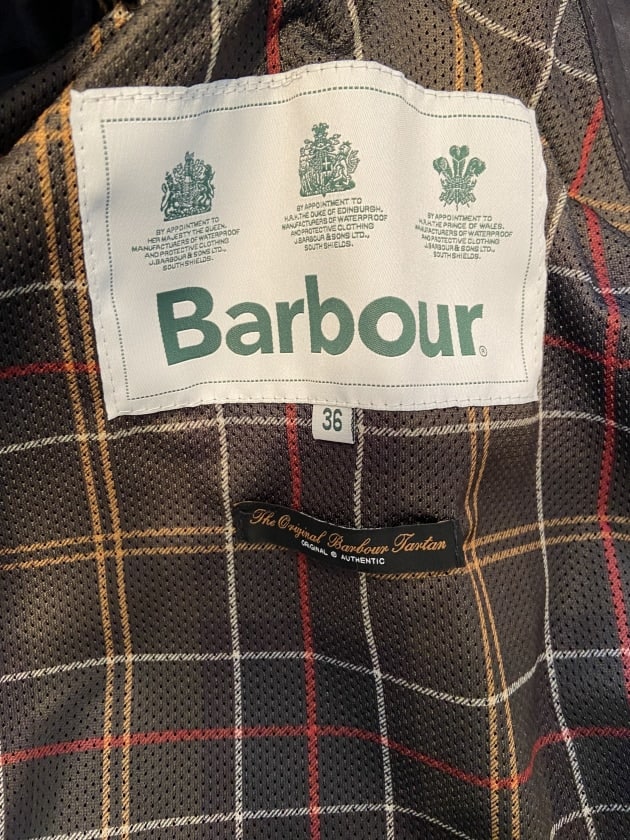 BY APPOINTMENT TO
HER MAJESTY THE QUEEN.
MANUFACTURERS OF WATERPROOF
AND PROTECTIVE CLOTHING
J.BARBOUR & SONS LTD.,
SOUTH SHIELDS.
BY APPOINTMENT TO
H.R.H. THE DUKE OF EDINBURGH.
MANUFACTURERS OF WATERPROOF
AND PROTECTIVE CLOTHING
J.BARBOUR & SONS LTD.,
SOUTH SHIELDS.
BY APPOINTMENT TO
H.R.H. THE PRINCE OF WALES.
MANUFACTURERS OF WATERPROOF
AND PROTECTIVE CLOTHING
J.BARBOUR & SONS LTD.,
SOUTH SHIELDS.
Barbour®
36
The Original Barbour Tartan
ORIGINAL & AUTHENTIC